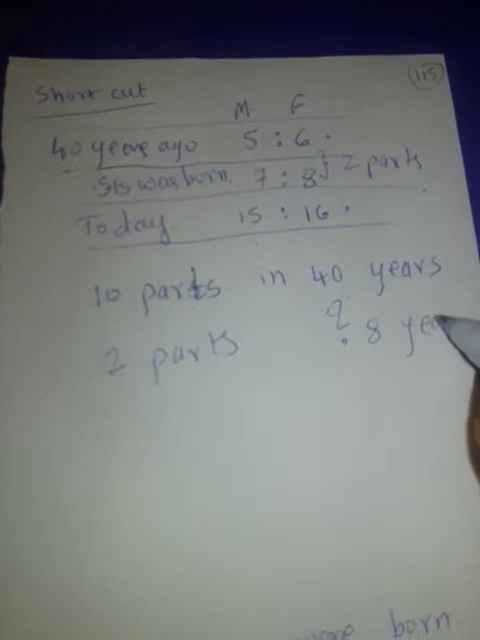 115
Short cut
M. F
40 years ago 5 : 6.
Sis was born. 7 : 8 } 2 parts
Today 15 : 16.
10 parts in 40 years
2 parts ? 8 yea
born